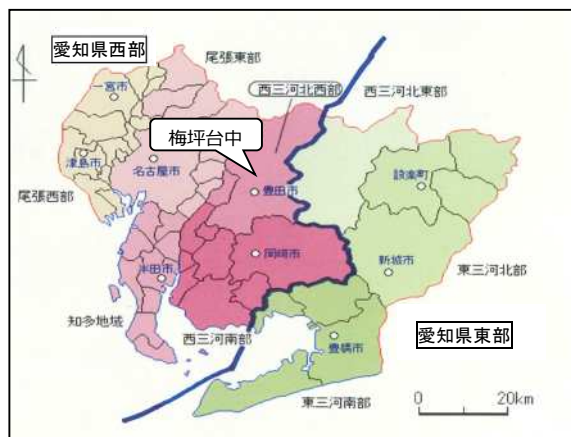 愛知県西部
尾張東部
西三河北西部
西三河北東部
一宮市
梅坪台中
津島市
名古屋市
豊田市
設楽町
尾張西部
岡崎市
新城市
半田市
東三河北部
知多地域
西三河南部
豊橋市
愛知県東部
東三河南部
0 20km